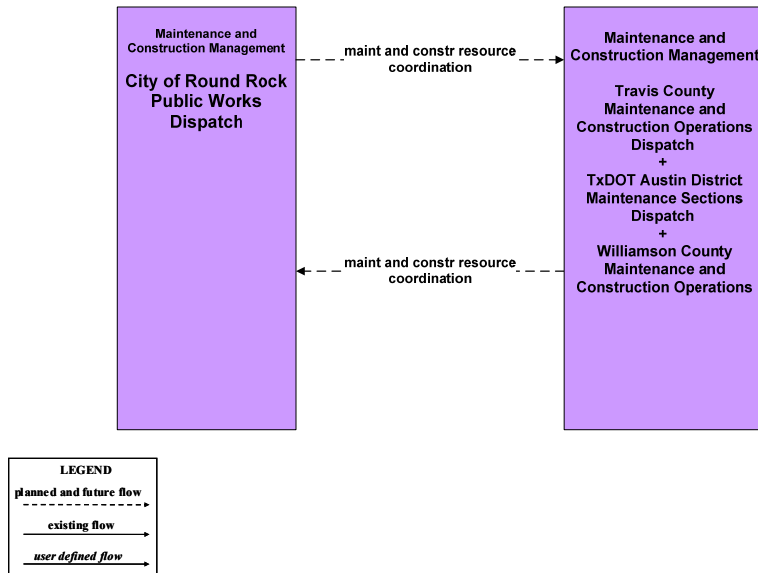 Maintenance and
Construction Management
City of Round Rock
Public Works
Dispatch
maint and constr resource
coordination
maint and constr resource
coordination
Maintenance and
Construction Management
Travis County
Maintenance and
Construction Operations
Dispatch
+
TxDOT Austin District
Maintenance Sections
Dispatch
+
Williamson County
Maintenance and
Construction Operations
LEGEND
planned and future flow
existing flow
user defined flow